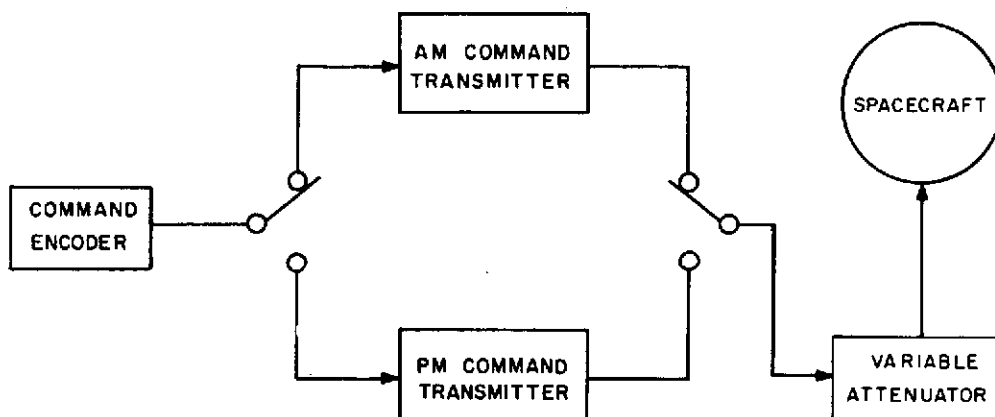 AM COMMAND
TRANSMITTER
SPACECRAFT
COMMAND
ENCODER
PM COMMAND
TRANSMITTER
VARIABLE
ATTENUATOR